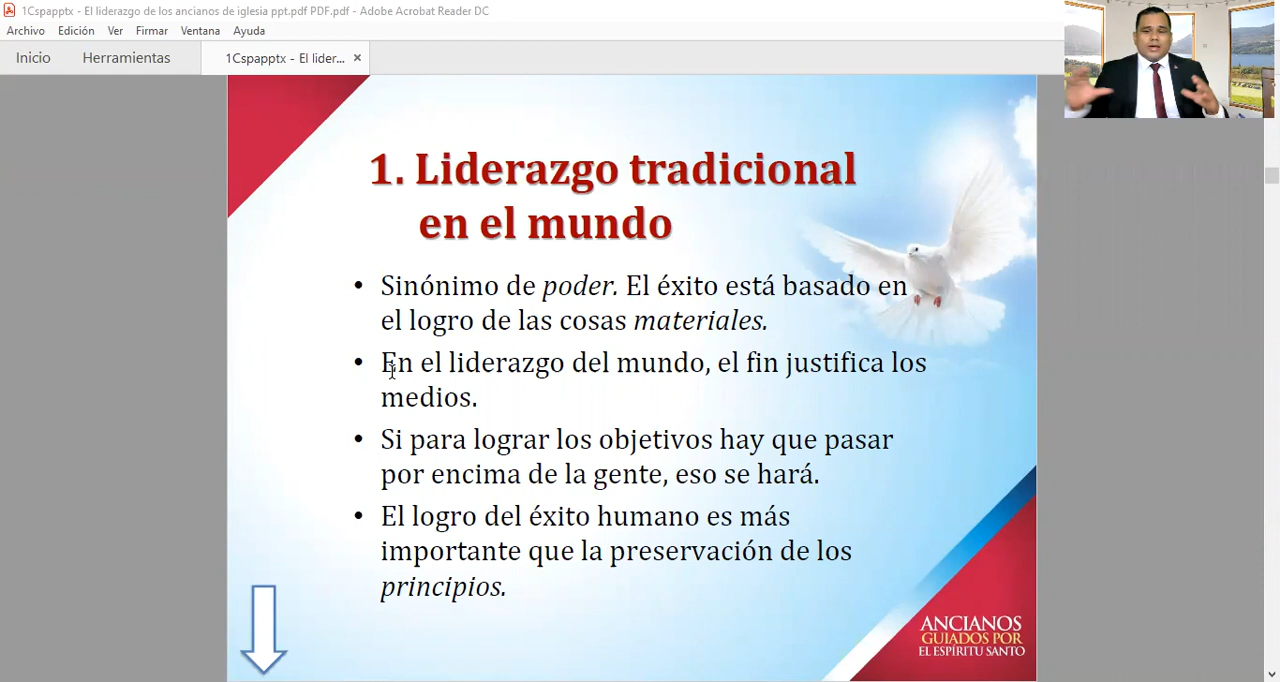 1Cspapptx - El liderazgo de los ancianos de iglesia ppt.pdf PDF.pdf - Adobe Acrobat Reader DC
Archivo Edición Ver Firmar Ventana Ayuda
Inicio Herramientas 1Cspapptx - El lider... ×
1. Liderazgo tradicional
en el mundo
• Sinónimo de poder. El éxito está basado en
el logro de las cosas materiales.
• En el liderazgo del mundo, el fin justifica los
medios.
• Si para lograr los objetivos hay que pasar
por encima de la gente, eso se hará.
• El logro del éxito humano es más
importante que la preservación de los
principios.
ANCIANOS
GUIADOS POR
EL ESPÍRITU SANTO